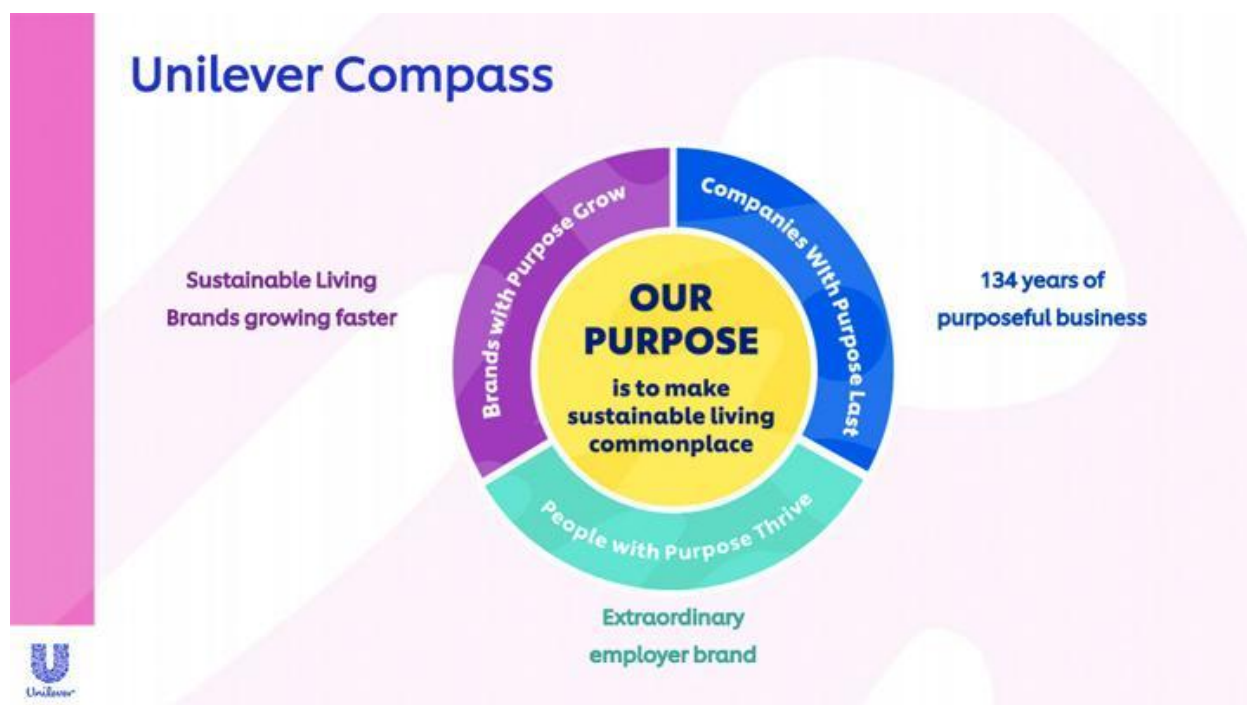 Unilever Compass
Brands with Purpose Grow
Companies With Purpose Last
Sustainable Living
Brands growing faster
OUR
PURPOSE
is to make
sustainable living
commonplace
134 years of
purposeful business
People with Purpose Thrive
Extraordinary
employer brand
Unilever